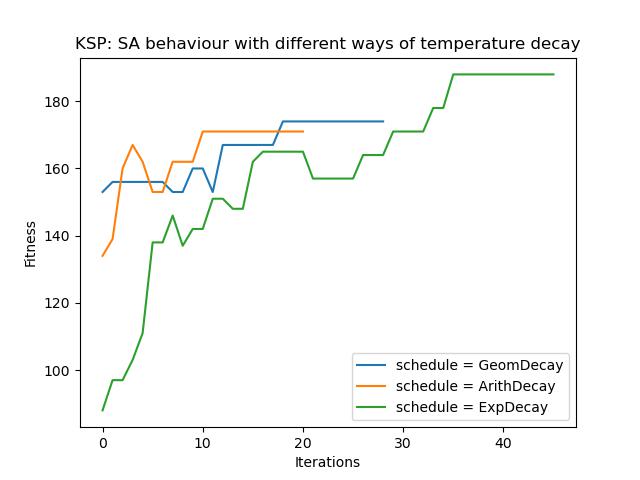 KSP: SA behaviour with different ways of temperature decay
180
160
140
120
100
Fitness
0 10 20 30 40
Iterations
schedule = GeomDecay
schedule = ArithDecay
schedule = ExpDecay